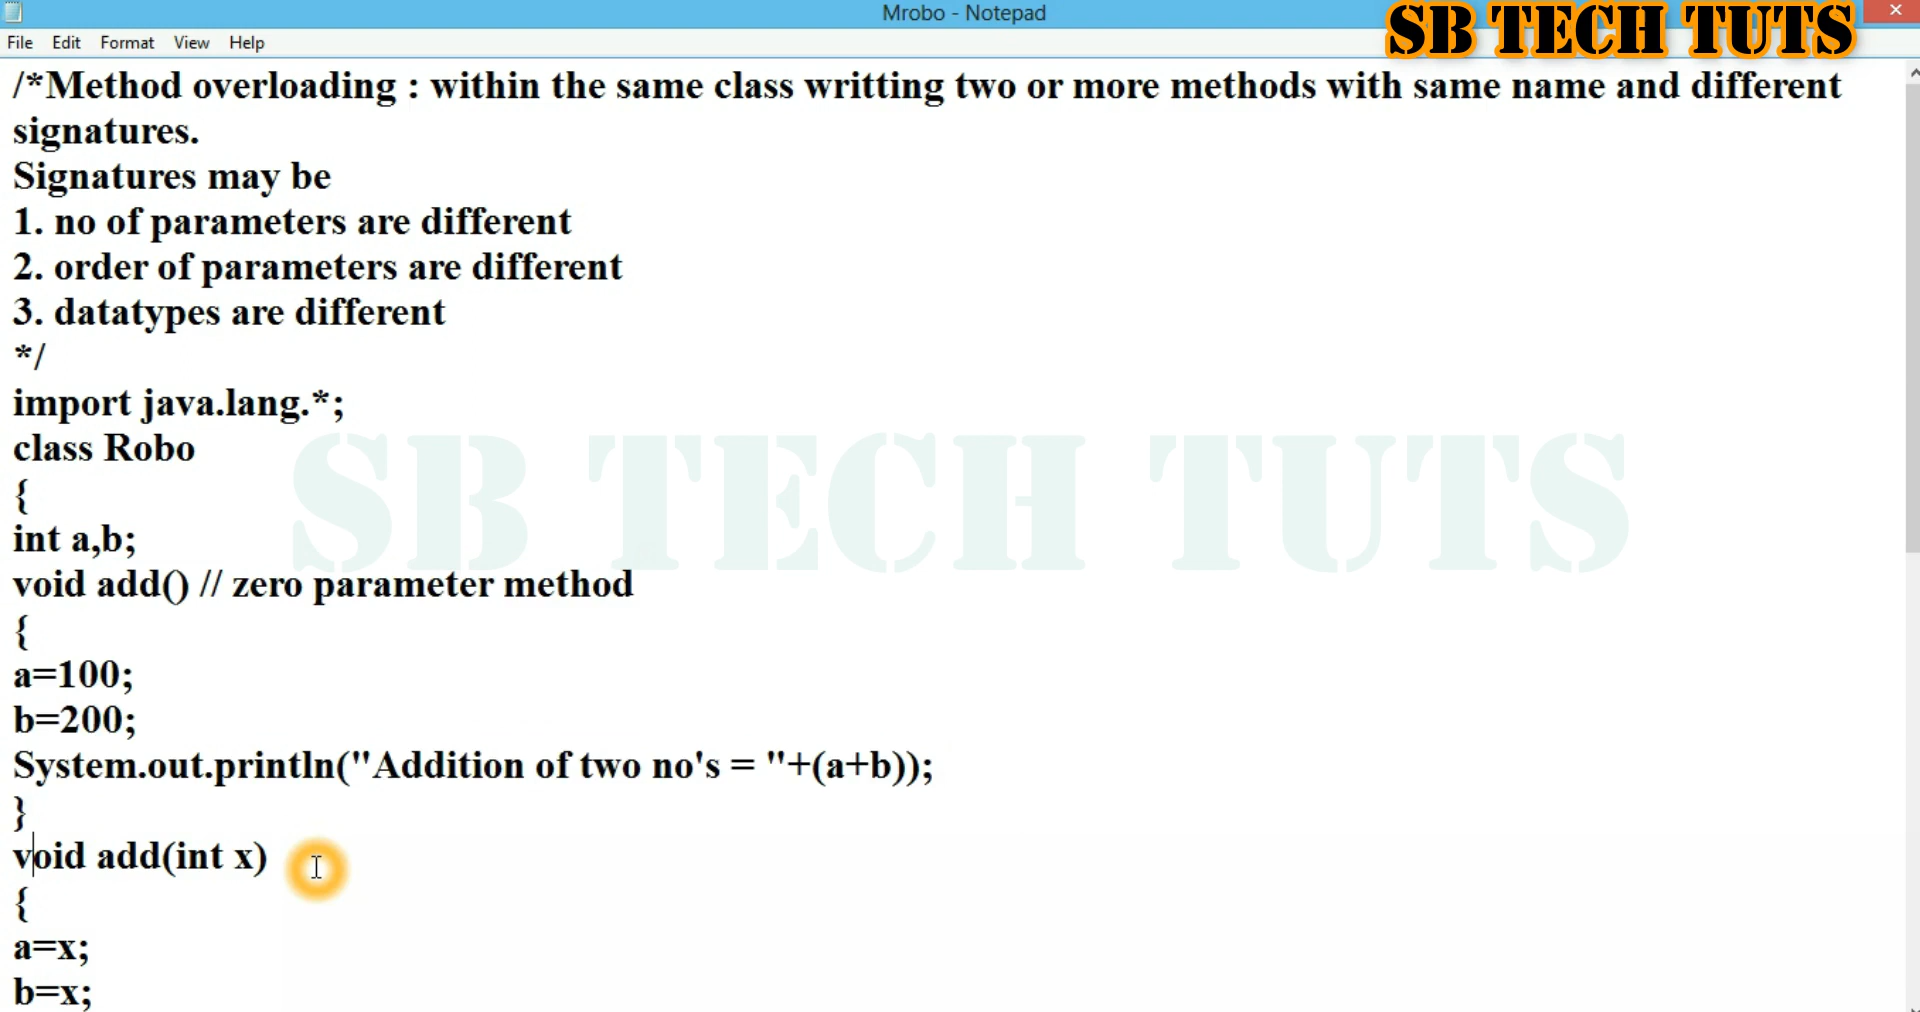 Mrobo - Notepad
SB TECH TUTS
File Edit Format View Help
/*Method overloading : within the same class writting two or more methods with same name and different
signatures.
Signatures may be
1. no of parameters are different
2. order of parameters are different
3. datatypes are different
*/
import java.lang.*;
class Robo
{
int a,b;
void add() // zero parameter method
{
a=100;
b=200;
System.out.println("Addition of two no's = "+(a+b));
}
void add(int x)
{
a=x;
b=x;
SB TECH TUTS